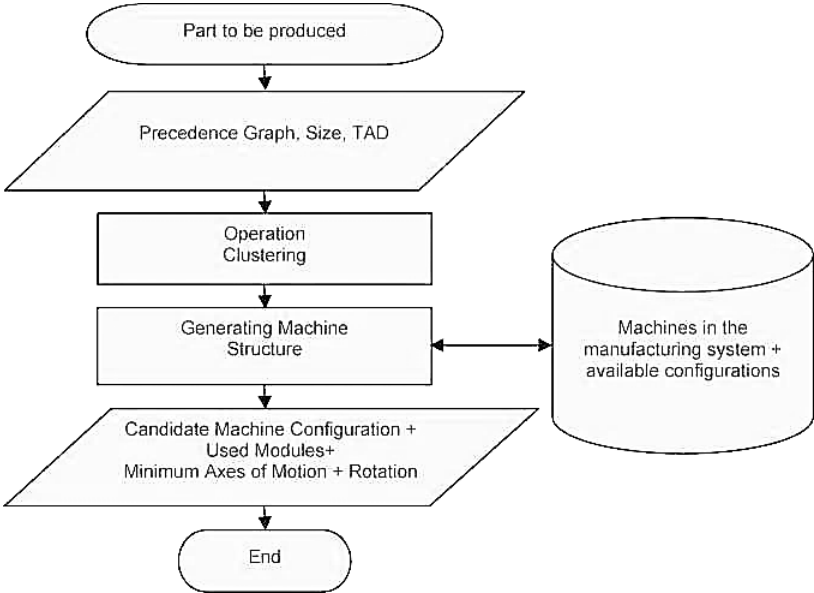 Part to be produced
Precedence Graph, Size, TAD
Operation
Clustering
Generating Machine
Structure
Machines in the
manufacturing system +
available configurations
Candidate Machine Configuration +
Used Modules+
Minimum Axes of Motion + Rotation
End